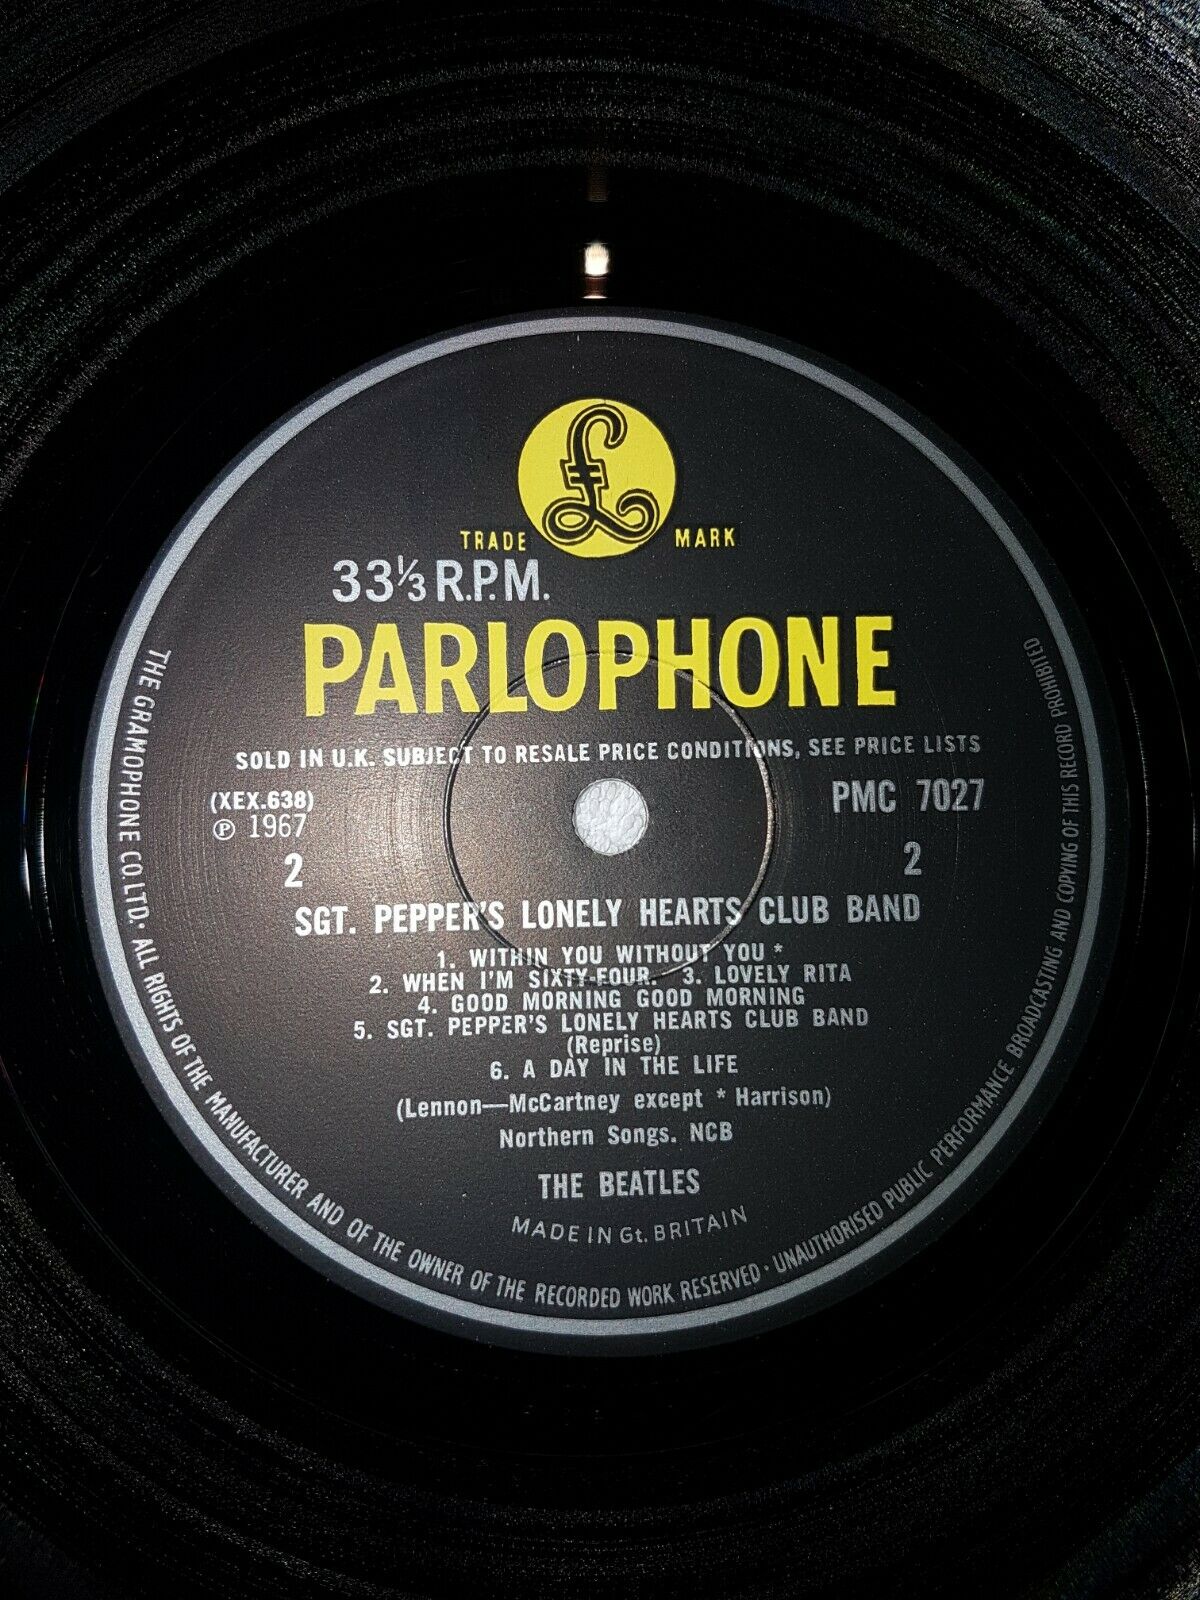 £
TRADE MARK
33⅓ R.P.M.
PARLOPHONE
SOLD IN U.K. SUBJECT TO RESALE PRICE CONDITIONS, SEE PRICE LISTS
(XEX.638) PMC 7027
℗ 1967
2 2
SGT. PEPPER'S LONELY HEARTS CLUB BAND
1. WITHIN YOU WITHOUT YOU *
2. WHEN I'M SIXTY-FOUR. 3. LOVELY RITA
4. GOOD MORNING GOOD MORNING
5. SGT. PEPPER'S LONELY HEARTS CLUB BAND
(Reprise)
6. A DAY IN THE LIFE
(Lennon—McCartney except * Harrison)
Northern Songs. NCB
THE BEATLES
MADE IN Gt. BRITAIN
THE GRAMOPHONE CO. LTD. · ALL RIGHTS OF THE MANUFACTURER AND OF THE OWNER OF THE RECORDED WORK RESERVED · UNAUTHORISED PUBLIC PERFORMANCE BROADCASTING AND COPYING OF THIS RECORD PROHIBITED